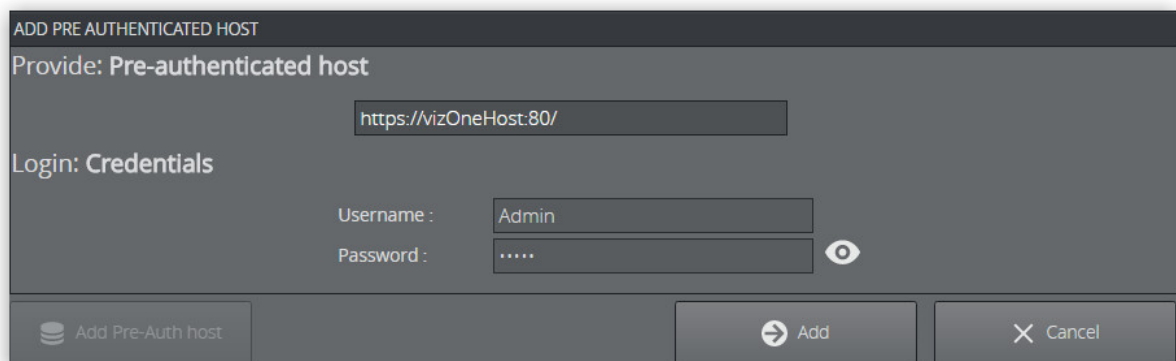 ADD PRE AUTHENTICATED HOST
Provide: Pre-authenticated host
https://vizOneHost:80/
Login: Credentials
Username : Admin
Password : •••••
Add Pre-Auth host Add Cancel